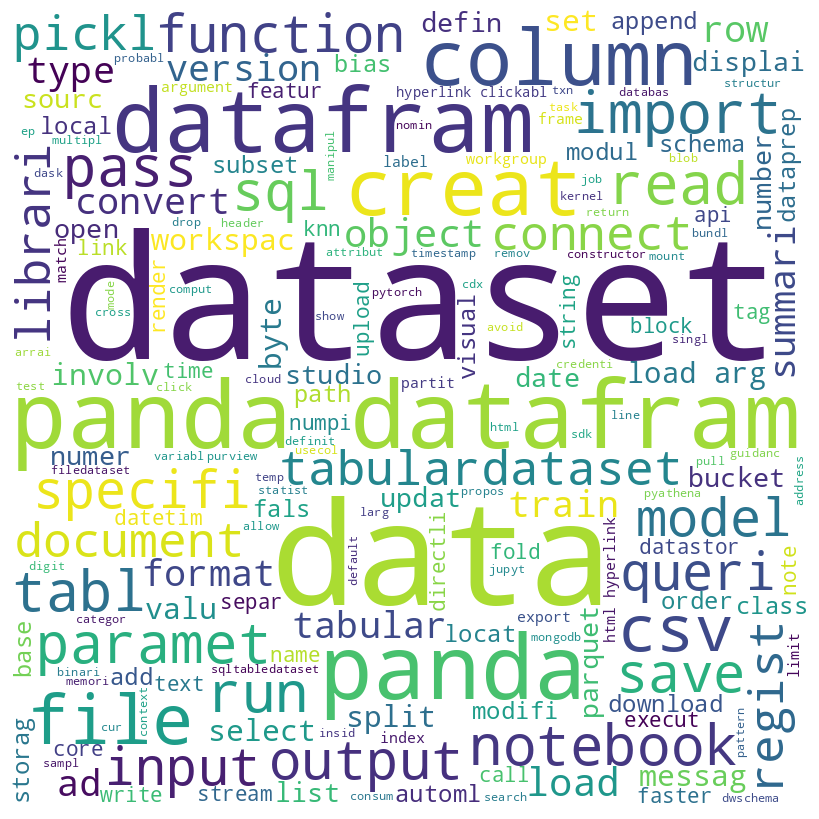 pickl function defin set append row
probabl version bias column displai
type argument featur hyperlink clickabl txn databas structur
sourc datafram nomin frame task import
ep local multipl manipul label workgroup modul schema blob
dask pass subset creat kernel job read number dataprep
librari convert sql knn object connect return api bundl
open drop header attribut timestamp remov constructor mount
match link workspac
mode render comput dataset cdx pytorch string block tag summari
cross byte show upload visual avoid singl
arrai involv time cloud studio partit date credenti load arg
test click path numpi html line sdk
panda datafram
numer variabl purview definit usecol guidanc
filedataset temp tabulardataset pull bucket
specifi statist updat train pyathena address
datetim fals larg propos model
document allow data fold datastor
digit default directli jupyt note
tabl format separ export html hyperlink queri order class
base valu categor tabular locat mongodb csv limit
paramet name sqltabledataset panda parquet
binari add text save regist
file memori run split modifi download
storag cur context select insid execut pattern
core input output index notebook
sampl ad call load messag
write stream list consum automl search faster dwschema